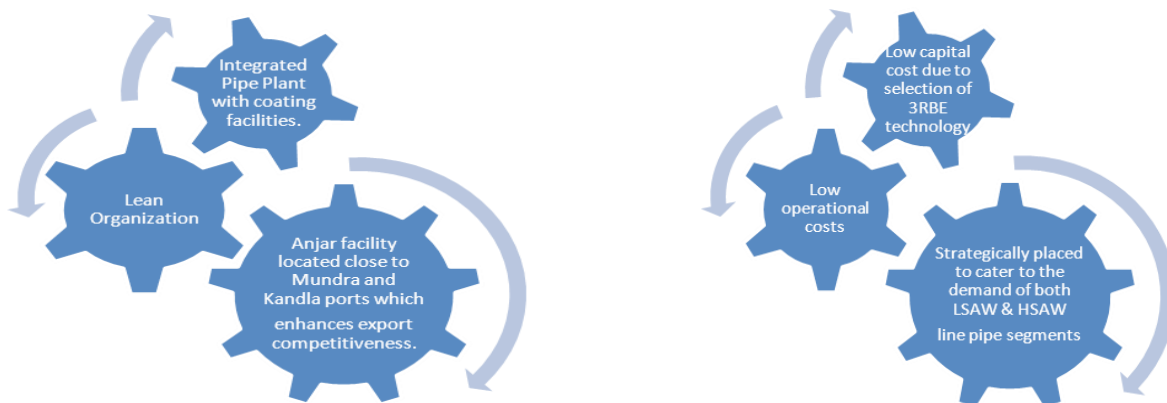 Integrated
Pipe Plant
with coating
facilities.
Lean
Organization
Anjar facility
located close to
Mundra and
Kandla ports which
enhances export
competitiveness.
Low capital
cost due to
selection of
3RBE
technology
Low
operational
costs
Strategically placed
to cater to the
demand of both
LSAW & HSAW
line pipe segments